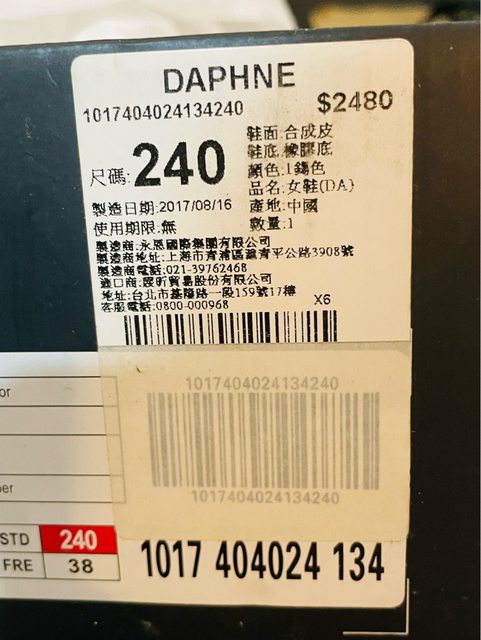 DAPHNE
1017404024134240
$2480
尺碼:240
鞋面:合成皮
鞋底:橡膠底
顏色:1錫色
品名:女鞋(DA)
製造日期:2017/08/16
產地:中國
使用期限:無
數量:1
製造商:永恩國際集團有限公司
製造商地址:上海市青浦區滬青平公路3908號
製造商電話:021-39762468
進口商: 昕貿易股份有限公司
地址:台北市基隆路一段159號17樓
客服電話:0800-000968
X6
1017404024134240
1017404024134240
or
er
STD 240
FRE 38
1017 404024 134